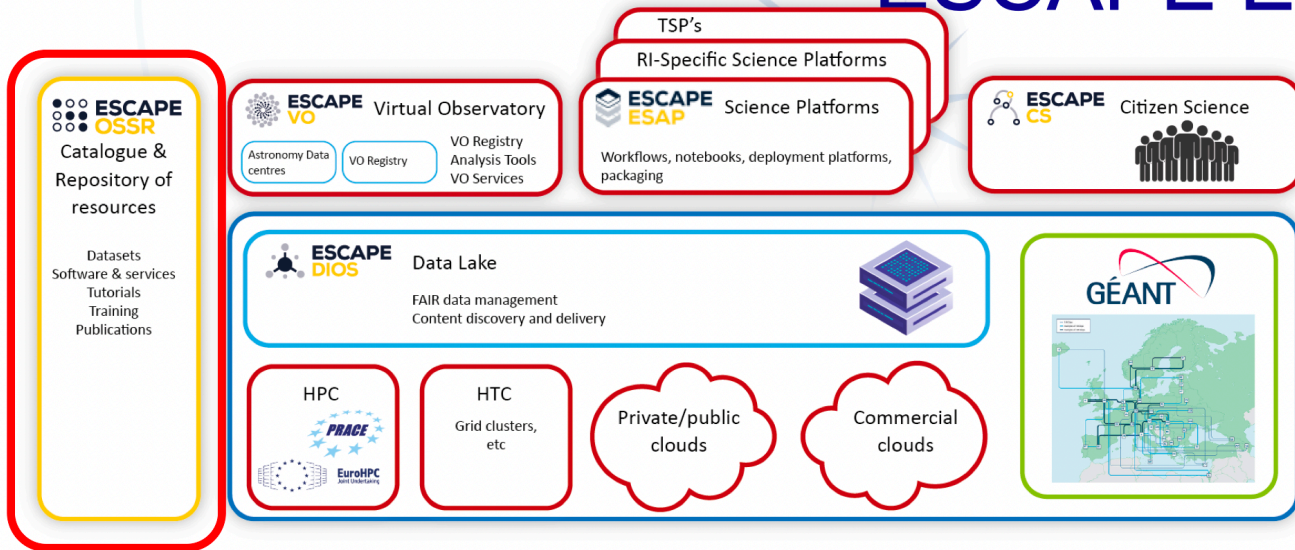 ESCAPE E
TSP's
RI-Specific Science Platforms
ESCAPE
OSSR
Catalogue &
Repository of
resources
Datasets
Software & services
Tutorials
Training
Publications
ESCAPE
VO
Virtual Observatory
Astronomy Data
centres
VO Registry
VO Registry
Analysis Tools
VO Services
ESCAPE
ESAP
Science Platforms
Workflows, notebooks, deployment platforms,
packaging
ESCAPE
CS
Citizen Science
ESCAPE
DIOS
Data Lake
FAIR data management
Content discovery and delivery
GÉANT
HPC
PRACE
EuroHPC
Joint Undertaking
HTC
Grid clusters,
etc
Private/public
clouds
Commercial
clouds